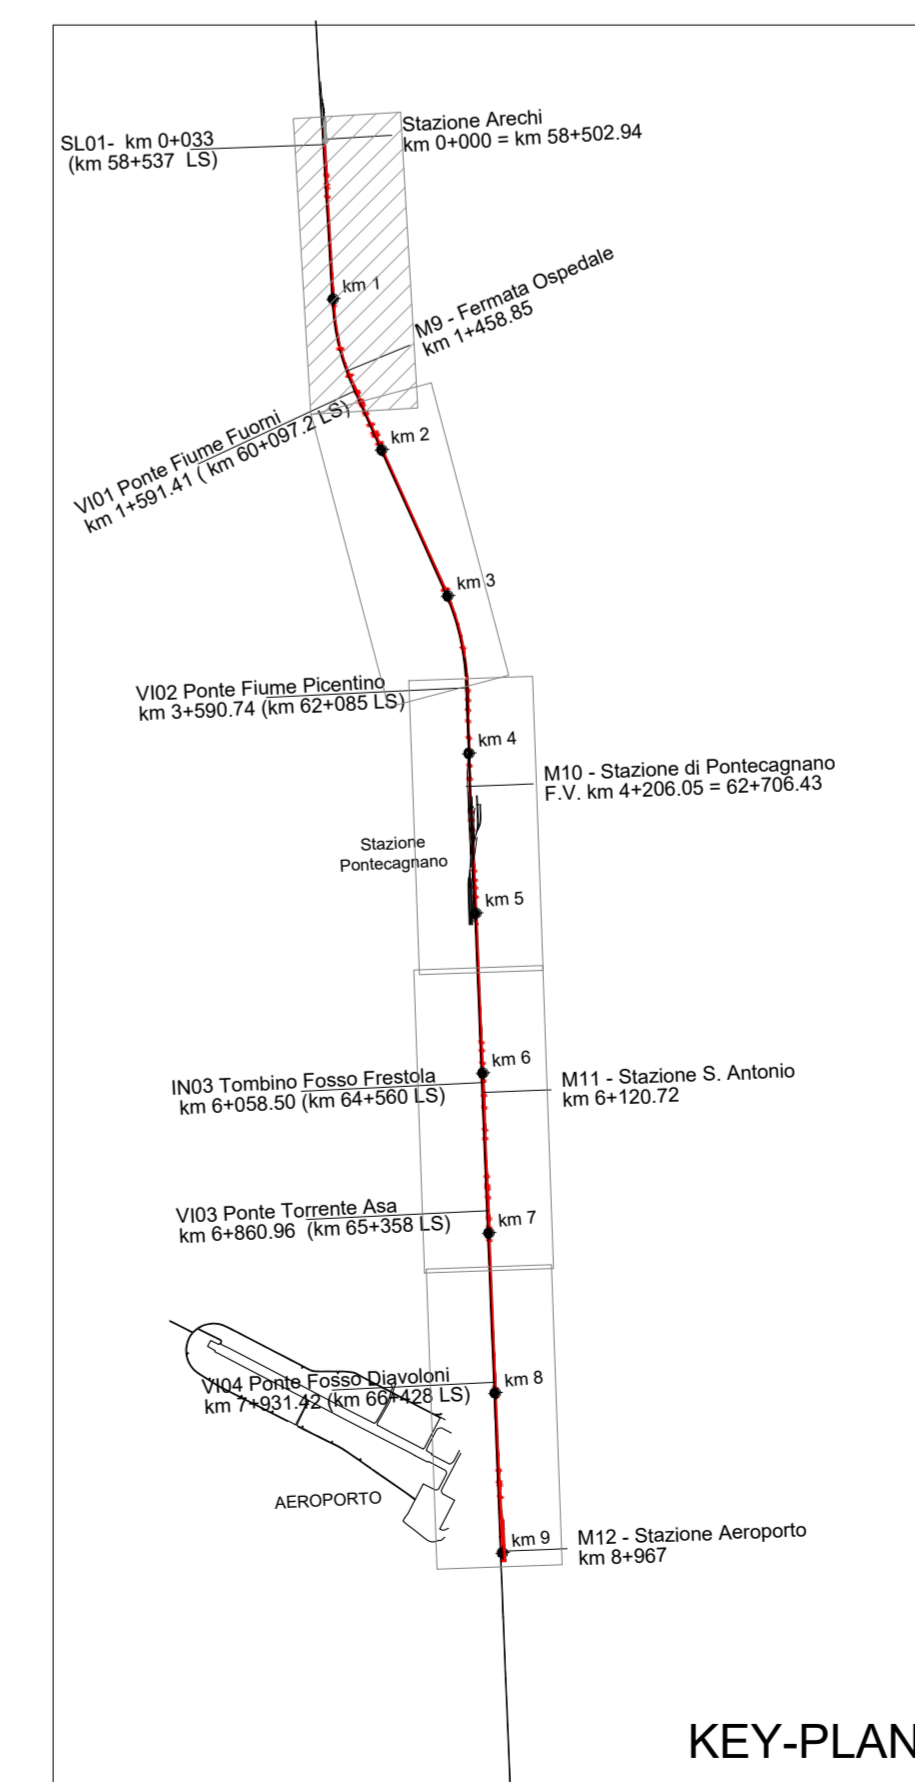 Stazione Arechi
km 0+000 = km 58+502.94
SL01- km 0+033
(km 58+537 LS)
km 1
M9 - Fermata Ospedale
km 1+458.85
VI01 Ponte Fiume Fuorni
km 1+591.41 ( km 60+097.2 LS)
km 2
km 3
VI02 Ponte Fiume Picentino
km 3+590.74 (km 62+085 LS)
km 4
M10 - Stazione di Pontecagnano
F.V. km 4+206.05 = 62+706.43
Stazione
Pontecagnano
km 5
km 6
IN03 Tombino Fosso Frestola
km 6+058.50 (km 64+560 LS)
M11 - Stazione S. Antonio
km 6+120.72
VI03 Ponte Torrente Asa
km 6+860.96 (km 65+358 LS)
km 7
VI04 Ponte Fosso Diavoloni
km 7+931.42 (km 66+428 LS)
km 8
AEROPORTO
km 9
M12 - Stazione Aeroporto
km 8+967
KEY-PLAN